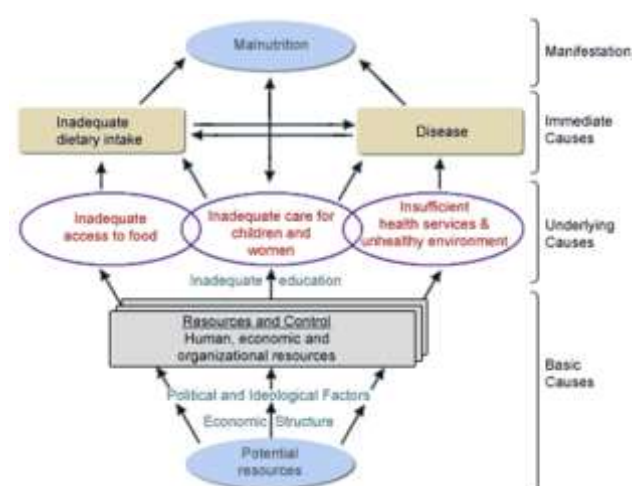 Malnutrition
Manifestation
Inadequate
dietary intake
Disease
Immediate
Causes
Inadequate
access to food
Inadequate care for
children and
women
Insufficient
health services &
unhealthy environment
Underlying
Causes
Inadequate education
Resources and Control
Human, economic and
organizational resources
Political and Ideological Factors
Economic Structure
Basic
Causes
Potential
resources